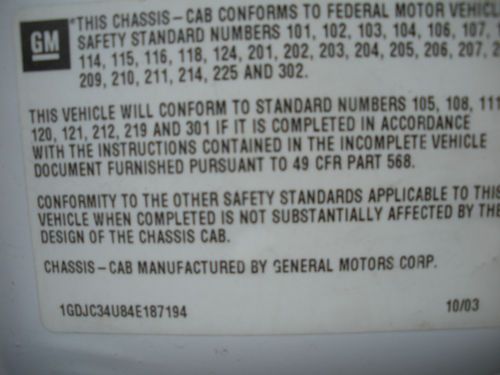 GM
*THIS CHASSIS-CAB CONFORMS TO FEDERAL MOTOR VEHICL
SAFETY STANDARD NUMBERS 101, 102, 103, 104, 106, 107, 1
114, 115, 116, 118, 124, 201, 202, 203, 204, 205, 206, 207, 2
209, 210, 211, 214, 225 AND 302.
THIS VEHICLE WILL CONFORM TO STANDARD NUMBERS 105, 108, 111
120, 121, 212, 219 AND 301 IF IT IS COMPLETED IN ACCORDANCE
WITH THE INSTRUCTIONS CONTAINED IN THE INCOMPLETE VEHICLE
DOCUMENT FURNISHED PURSUANT TO 49 CFR PART 568.
CONFORMITY TO THE OTHER SAFETY STANDARDS APPLICABLE TO THIS
VEHICLE WHEN COMPLETED IS NOT SUBSTANTIALLY AFFECTED BY THE
DESIGN OF THE CHASSIS CAB.
CHASSIS-CAB MANUFACTURED BY GENERAL MOTORS CORP.
1GDJC34U84E187194 10/03